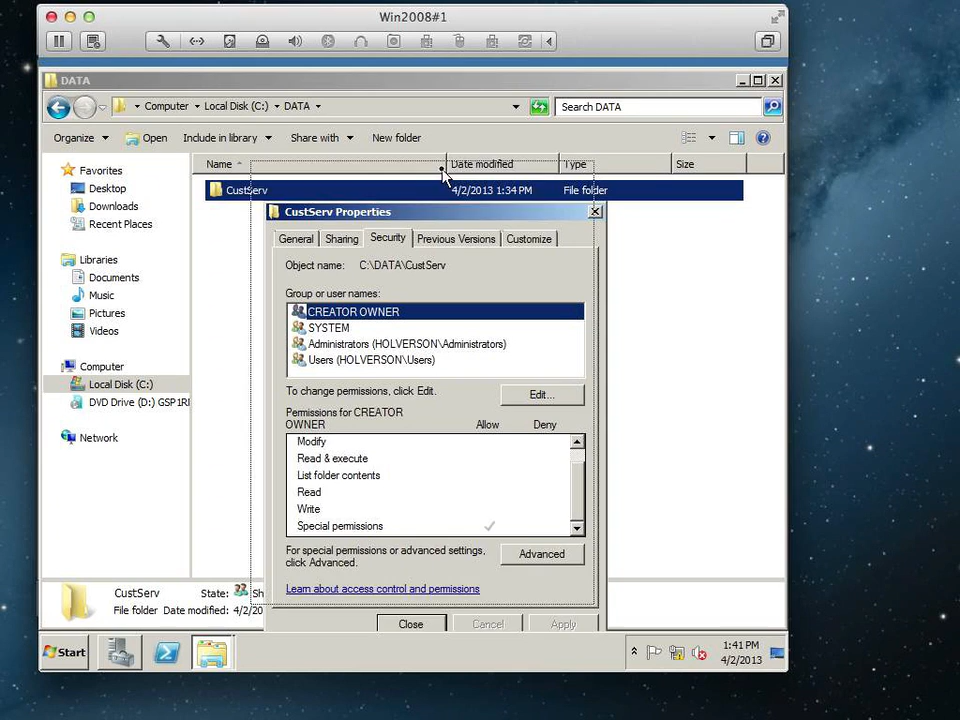 Win2008#1
DATA
Computer Local Disk (C:) DATA
Search DATA
Organize Open Include in library Share with New folder
Name Date modified Type Size
Favorites
Desktop
Downloads
Recent Places
Libraries
Documents
Music
Pictures
Videos
Computer
Local Disk (C:)
DVD Drive (D:) GSP1RI
Network
CustServ 4/2/2013 1:34 PM File folder
CustServ Properties
General Sharing Security Previous Versions Customize
Object name: C:\DATA\CustServ
Group or user names:
CREATOR OWNER
SYSTEM
Administrators (HOLVERSON\Administrators)
Users (HOLVERSON\Users)
To change permissions, click Edit.
Edit...
Permissions for CREATOR
OWNER Allow Deny
Modify
Read & execute
List folder contents
Read
Write
Special permissions
For special permissions or advanced settings,
click Advanced.
Advanced
Learn about access control and permissions
Close Cancel Apply
CustServ State: Sh
File folder Date modified: 4/2/20
Start
1:41 PM
4/2/2013